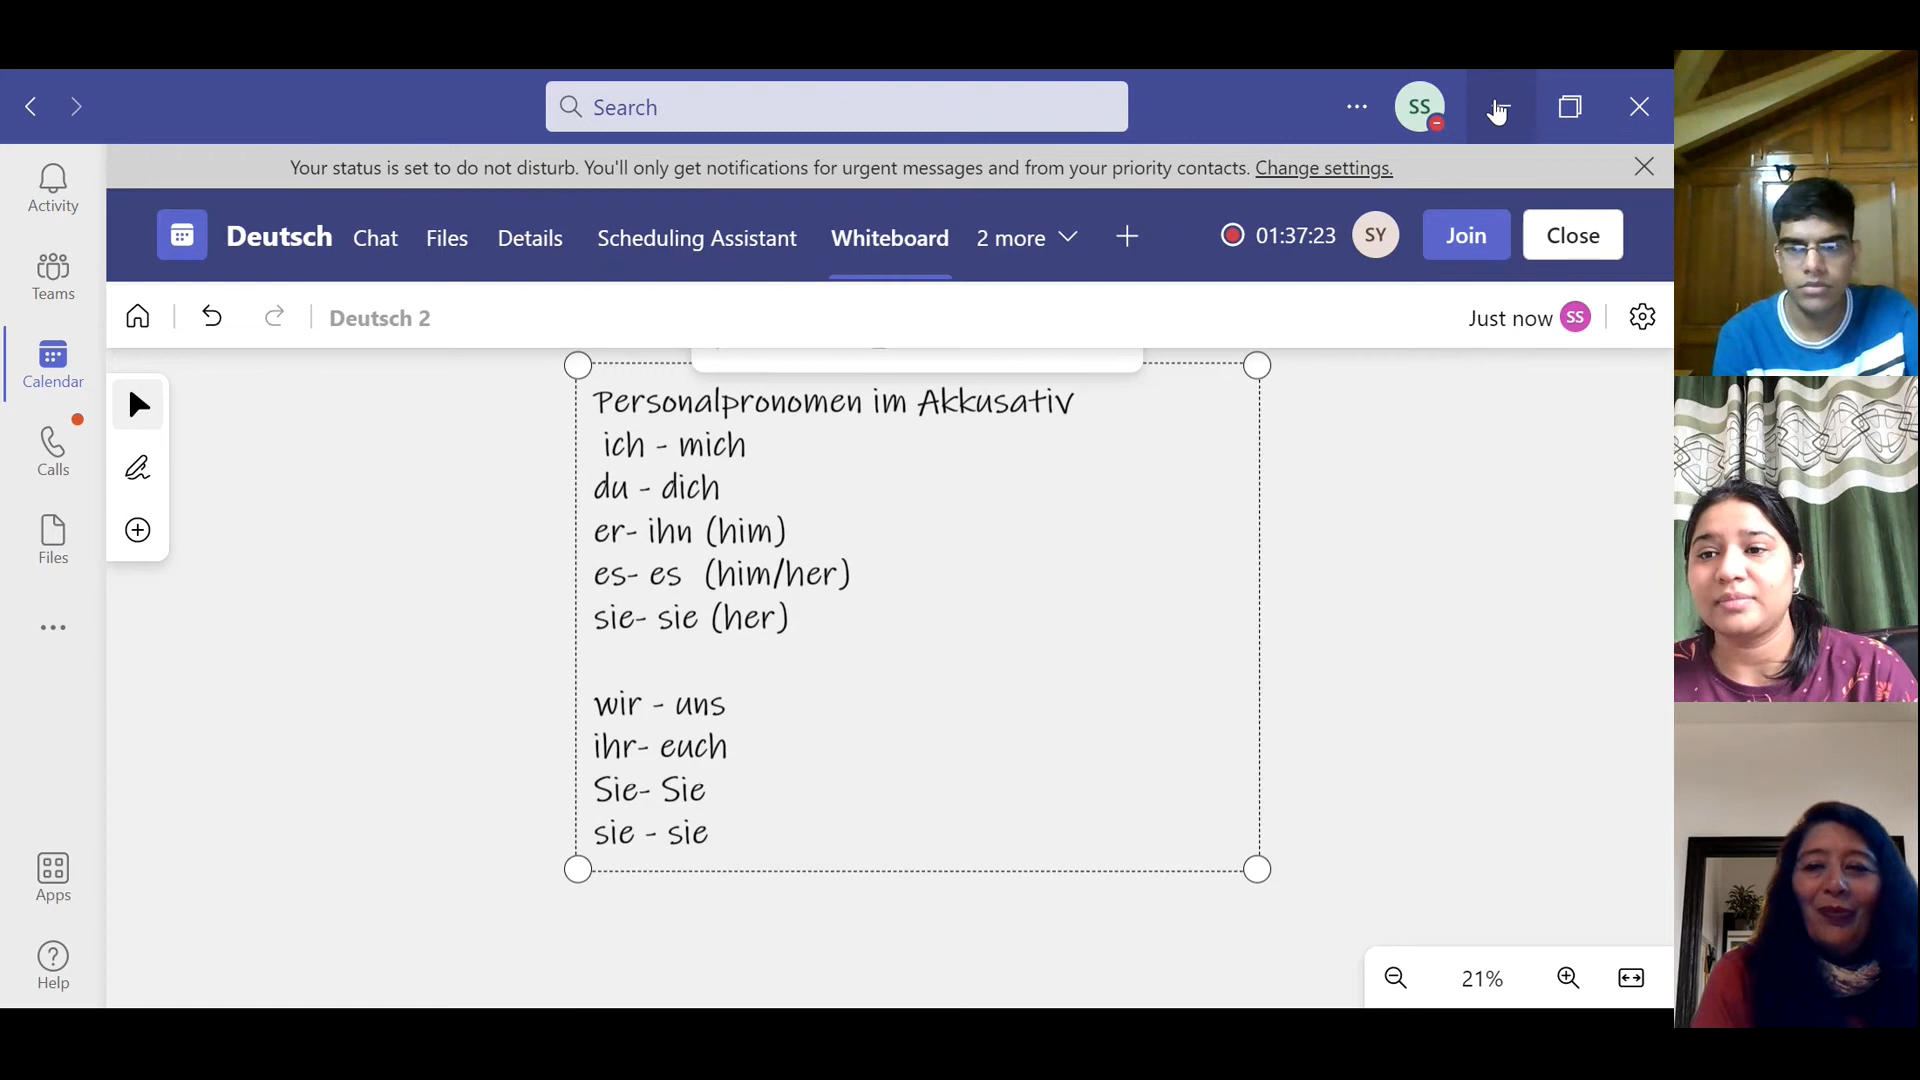 Search
SS
Your status is set to do not disturb. You'll only get notifications for urgent messages and from your priority contacts. Change settings.
Activity
Teams
Calendar
Calls
Files
Apps
Help
Deutsch Chat Files Details Scheduling Assistant Whiteboard 2 more 01:37:23 SY Join Close
Deutsch 2
Just now SS
Personalpronomen im Akkusativ
ich - mich
du - dich
er- ihn (him)
es- es (him/her)
sie- sie (her)
wir - uns
ihr- euch
Sie- Sie
sie - sie
21%